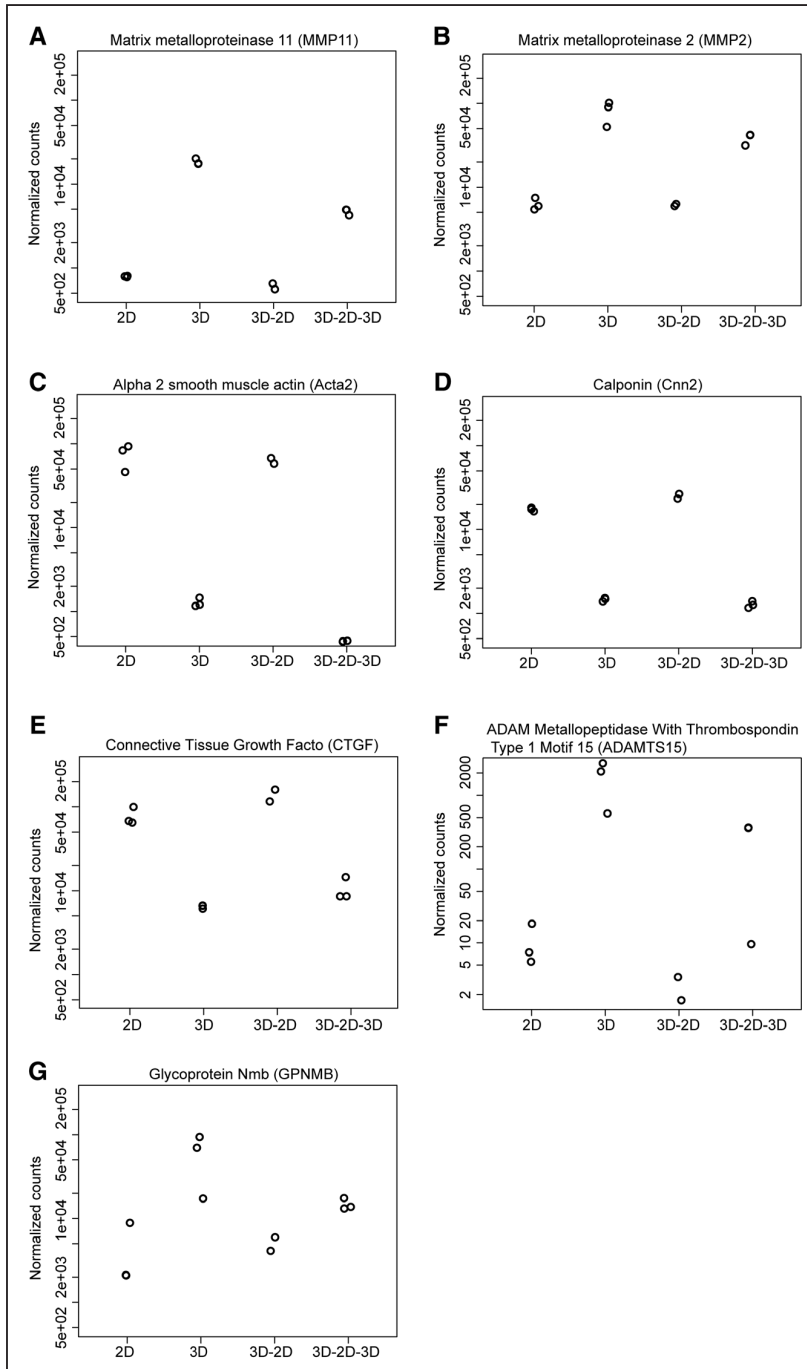 A
Matrix metalloproteinase 11 (MMP11)
Normalized counts
2e+05
5e+04
1e+04
2e+03
5e+02
2D 3D 3D-2D 3D-2D-3D
B
Matrix metalloproteinase 2 (MMP2)
Normalized counts
2e+05
5e+04
1e+04
2e+03
5e+02
2D 3D 3D-2D 3D-2D-3D
C
Alpha 2 smooth muscle actin (Acta2)
Normalized counts
2e+05
5e+04
1e+04
2e+03
5e+02
2D 3D 3D-2D 3D-2D-3D
D
Calponin (Cnn2)
Normalized counts
2e+05
5e+04
1e+04
2e+03
5e+02
2D 3D 3D-2D 3D-2D-3D
E
Connective Tissue Growth Facto (CTGF)
Normalized counts
2e+05
5e+04
1e+04
2e+03
5e+02
2D 3D 3D-2D 3D-2D-3D
F
ADAM Metallopeptidase With Thrombospondin
Type 1 Motif 15 (ADAMTS15)
Normalized counts
2000
500
200
50
20
10
5
2
2D 3D 3D-2D 3D-2D-3D
G
Glycoprotein Nmb (GPNMB)
Normalized counts
2e+05
5e+04
1e+04
2e+03
5e+02
2D 3D 3D-2D 3D-2D-3D